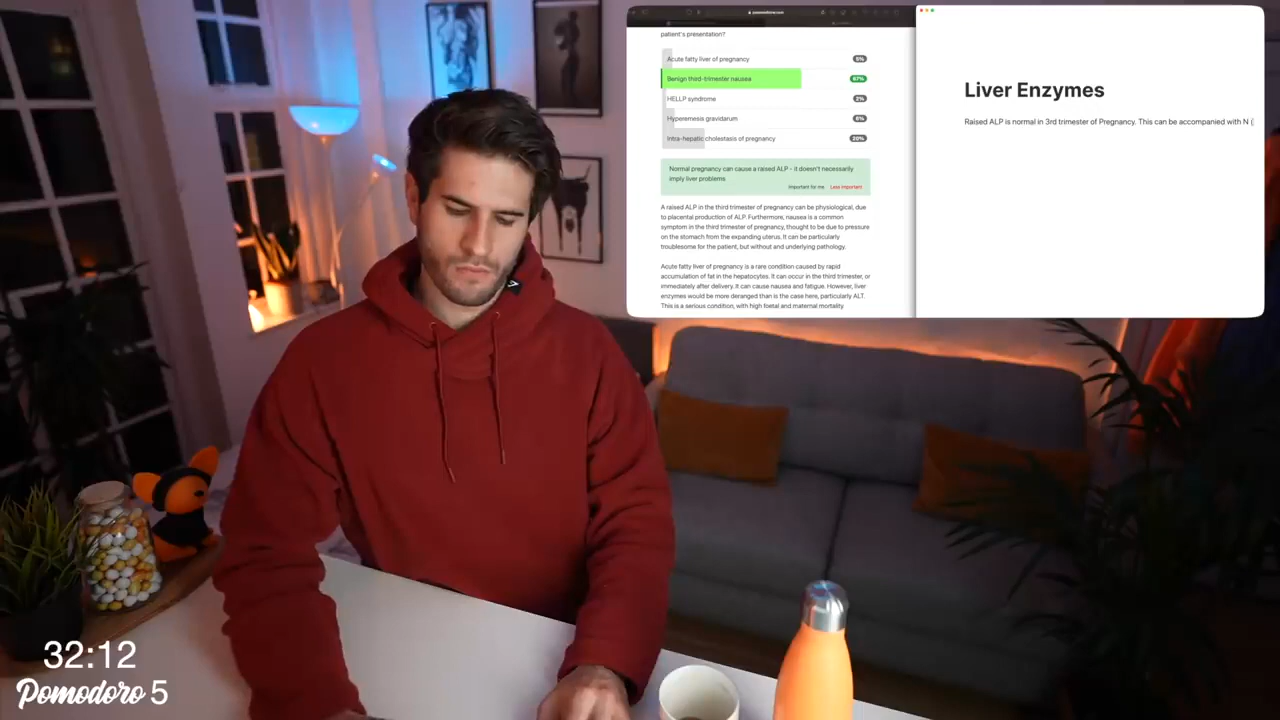 patient's presentation?
Acute fatty liver of pregnancy 5%
Benign third-trimester nausea 67%
HELLP syndrome 2%
Hyperemesis gravidarum 6%
Intra-hepatic cholestasis of pregnancy 20%
Normal pregnancy can cause a raised ALP - it doesn't necessarily
imply liver problems
Important for me Less important
A raised ALP in the third trimester of pregnancy can be physiological, due
to placental production of ALP. Furthermore, nausea is a common
symptom in the third trimester of pregnancy, thought to be due to pressure
on the stomach from the expanding uterus. It can be particularly
troublesome for the patient, but without and underlying pathology.
Acute fatty liver of pregnancy is a rare condition caused by rapid
accumulation of fat in the hepatocytes. It can occur in the third trimester, or
immediately after delivery. It can cause nausea and fatigue. However, liver
enzymes would be more deranged than is the case here, particularly ALT.
This is a serious condition, with high foetal and maternal mortality
Liver Enzymes
Raised ALP is normal in 3rd trimester of Pregnancy. This can be accompanied with N (
32:12
Pomodoro 5